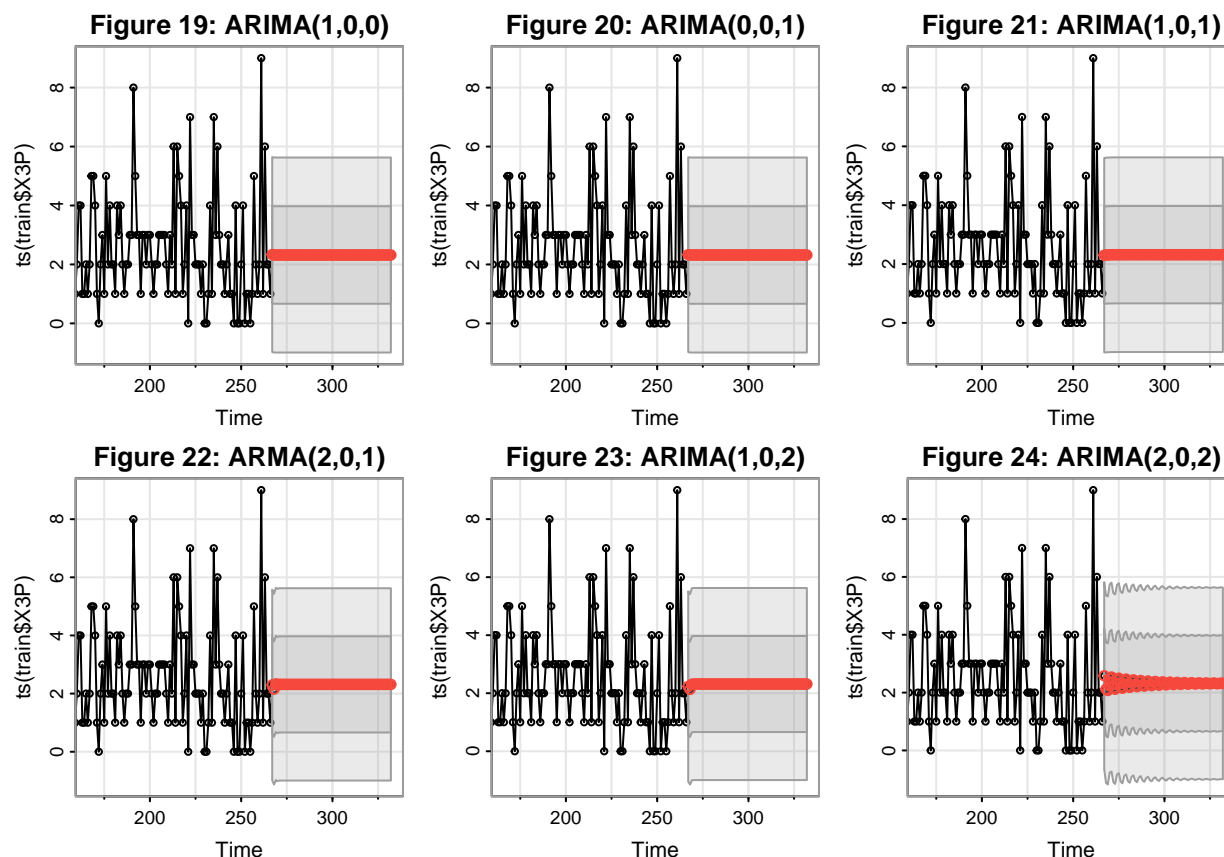 Figure 19: ARIMA(1,0,0)
ts(train$X3P)
8
6
4
2
0
200
250
300
Time
Figure 20: ARIMA(0,0,1)
ts(train$X3P)
8
6
4
2
0
200
250
300
Time
Figure 21: ARIMA(1,0,1)
ts(train$X3P)
8
6
4
2
0
200
250
300
Time
Figure 22: ARMA(2,0,1)
ts(train$X3P)
8
6
4
2
0
200
250
300
Time
Figure 23: ARIMA(1,0,2)
ts(train$X3P)
8
6
4
2
0
200
250
300
Time
Figure 24: ARIMA(2,0,2)
ts(train$X3P)
8
6
4
2
0
200
250
300
Time